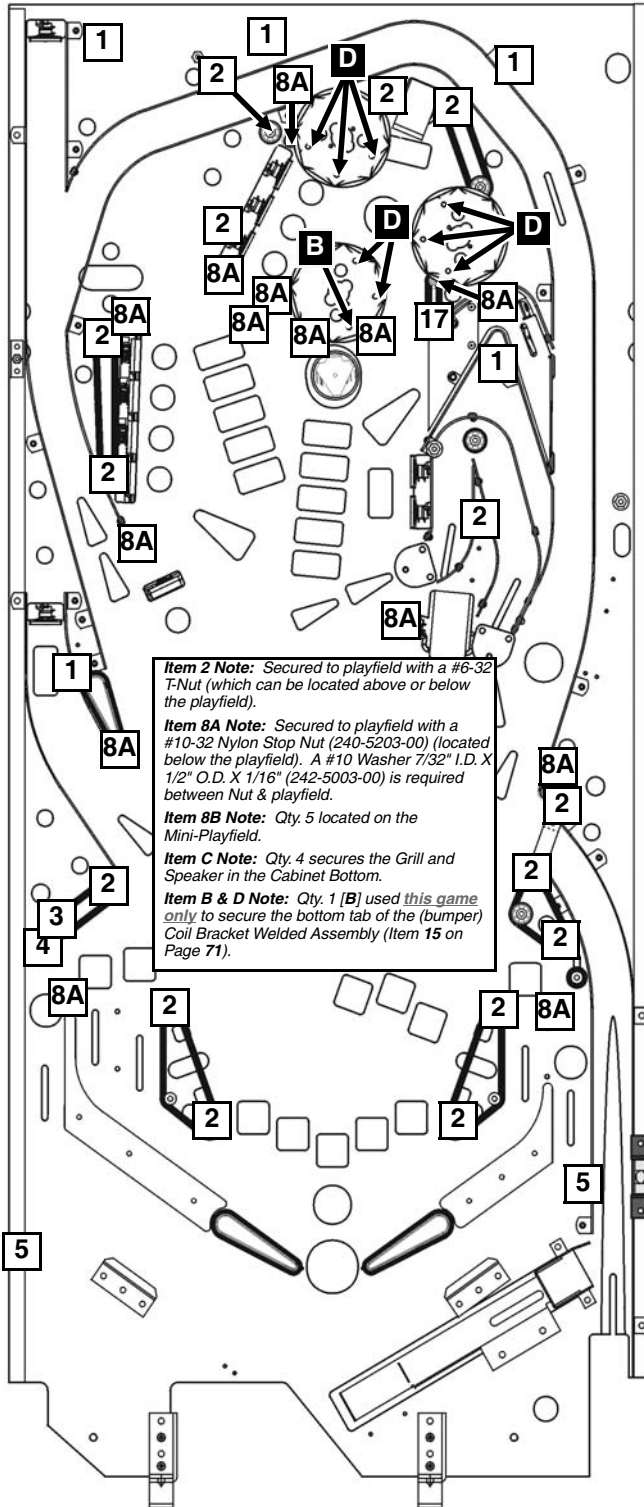 1
1
D
1
2
8A
2
2
2
8A
B
D
D
8A
8A
8A
8A
8A
17
8A
1
2
2
8A
2
8A
1
8A
Item 2 Note: Secured to playfield with a #6-32
T-Nut (which can be located above or below
the playfield).
Item 8A Note: Secured to playfield with a
#10-32 Nylon Stop Nut (240-5203-00) (located
below the playfield). A #10 Washer 7/32" I.D. X
1/2" O.D. X 1/16" (242-5003-00) is required
between Nut & playfield.
Item 8B Note: Qty. 5 located on the
Mini-Playfield.
Item C Note: Qty. 4 secures the Grill and
Speaker in the Cabinet Bottom.
Item B & D Note: Qty. 1 [B] used this game
only to secure the bottom tab of the (bumper)
Coil Bracket Welded Assembly (Item 15 on
Page 71).
8A
2
2
2
3
4
2
8A
2
2
8A
2
2
5
5